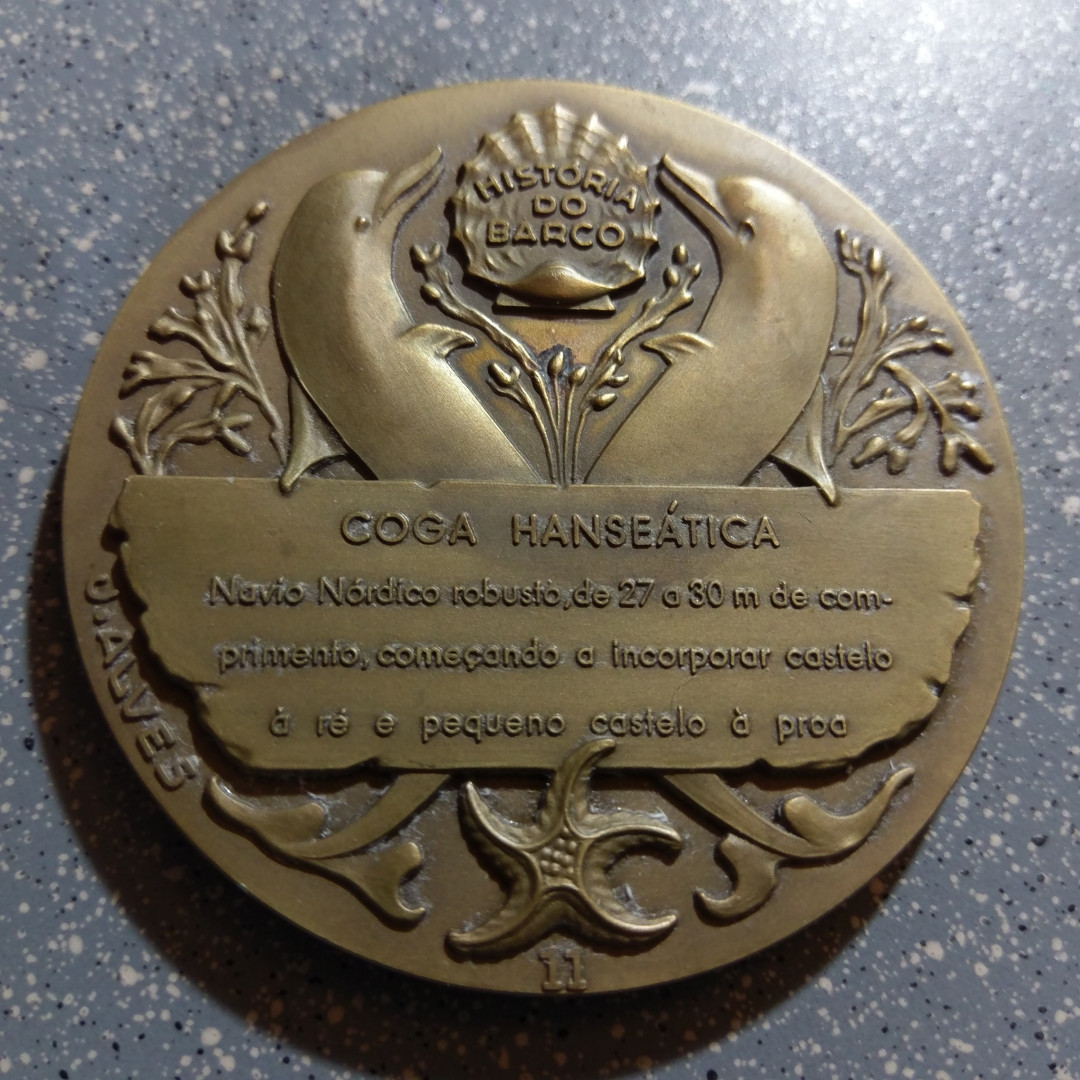 HISTÓRIA
DO
BARCO
COGA HANSEÁTICA
Navio Nórdico robusto, de 27 a 30 m de com-
primento, começando a incorporar castelo
à ré e pequeno castelo à proa
J. ALVES
11